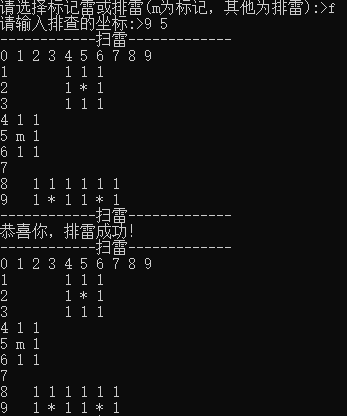 请选择标记雷或排雷(m为标记，其他为排雷):>f
请输入排查的坐标:>9 5
------------扫雷-------------
0 1 2 3 4 5 6 7 8 9
1       1 1 1
2       1 * 1
3       1 1 1
4 1 1
5 m 1
6 1 1
7
8   1 1 1 1 1 1
9   1 * 1 1 * 1
------------扫雷-------------
恭喜你，排雷成功!
------------扫雷-------------
0 1 2 3 4 5 6 7 8 9
1       1 1 1
2       1 * 1
3       1 1 1
4 1 1
5 m 1
6 1 1
7
8   1 1 1 1 1 1
9   1 * 1 1 * 1